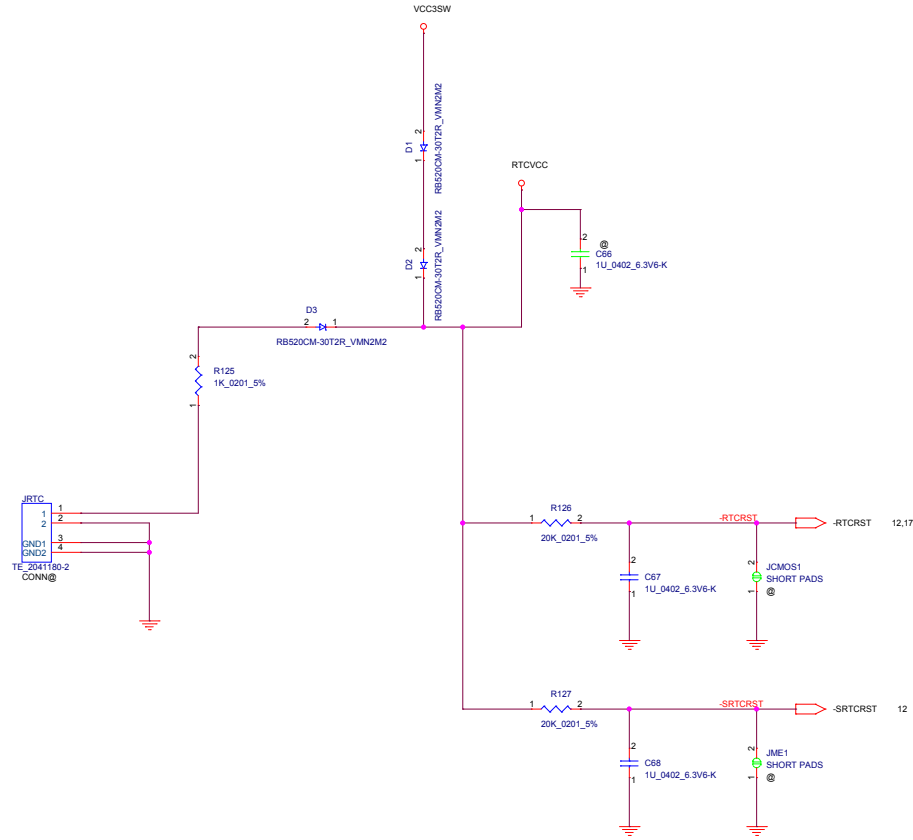 VCC3SW
2
D1
1
RB520CM-30T2R_VMN2M2
RTCVCC
2
D2
1
RB520CM-30T2R_VMN2M2
2
@
C66
1
1U_0402_6.3V6-K
D3
2
1
RB520CM-30T2R_VMN2M2
2
R125
1K_0201_5%
1
JRTC
1
1
2
2
GND1
3
GND2
4
TE_2041180-2
CONN@
R126
1
2
20K_0201_5%
-RTCRST
-RTCRST
12,17
2
C67
1
1U_0402_6.3V6-K
2
JCMOS1
SHORT PADS
1
@
R127
1
2
20K_0201_5%
-SRTCRST
-SRTCRST
12
2
C68
1
1U_0402_6.3V6-K
2
JME1
SHORT PADS
1
@